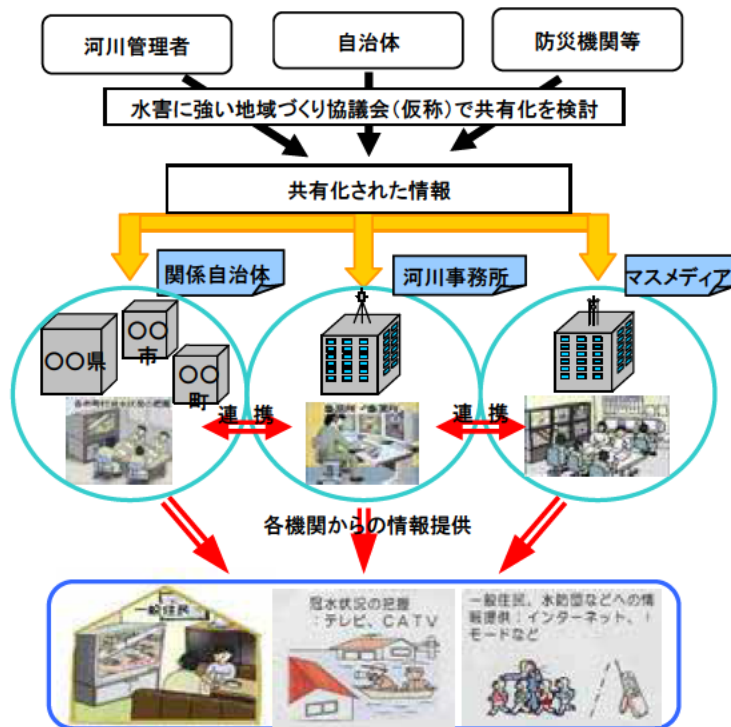 河川管理者
自治体
防災機関等
水害に強い地域づくり協議会(仮称)で共有化を検討
共有化された情報
関係自治体
河川事務所
マスメディア
〇〇県
〇〇市
〇〇町
連携
連携
各機関からの情報提供
一般住民
冠水状況の把握
:テレビ、CATV
一般住民、水防団などへの情
報提供:インターネット、i
モードなど